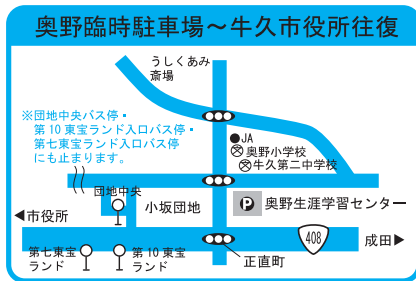 奥野臨時駐車場～牛久市役所往復
うしくあみ
斎場
※団地中央バス停・
第10東宝ランド入口バス停・
第七東宝ランド入口バス停
にも止まります。
JA
奥野小学校
牛久第二中学校
団地中央
小坂団地
P
奥野生涯学習センター
◀市役所
408
成田▶
第七東宝
ランド
第10東宝
ランド
正直町